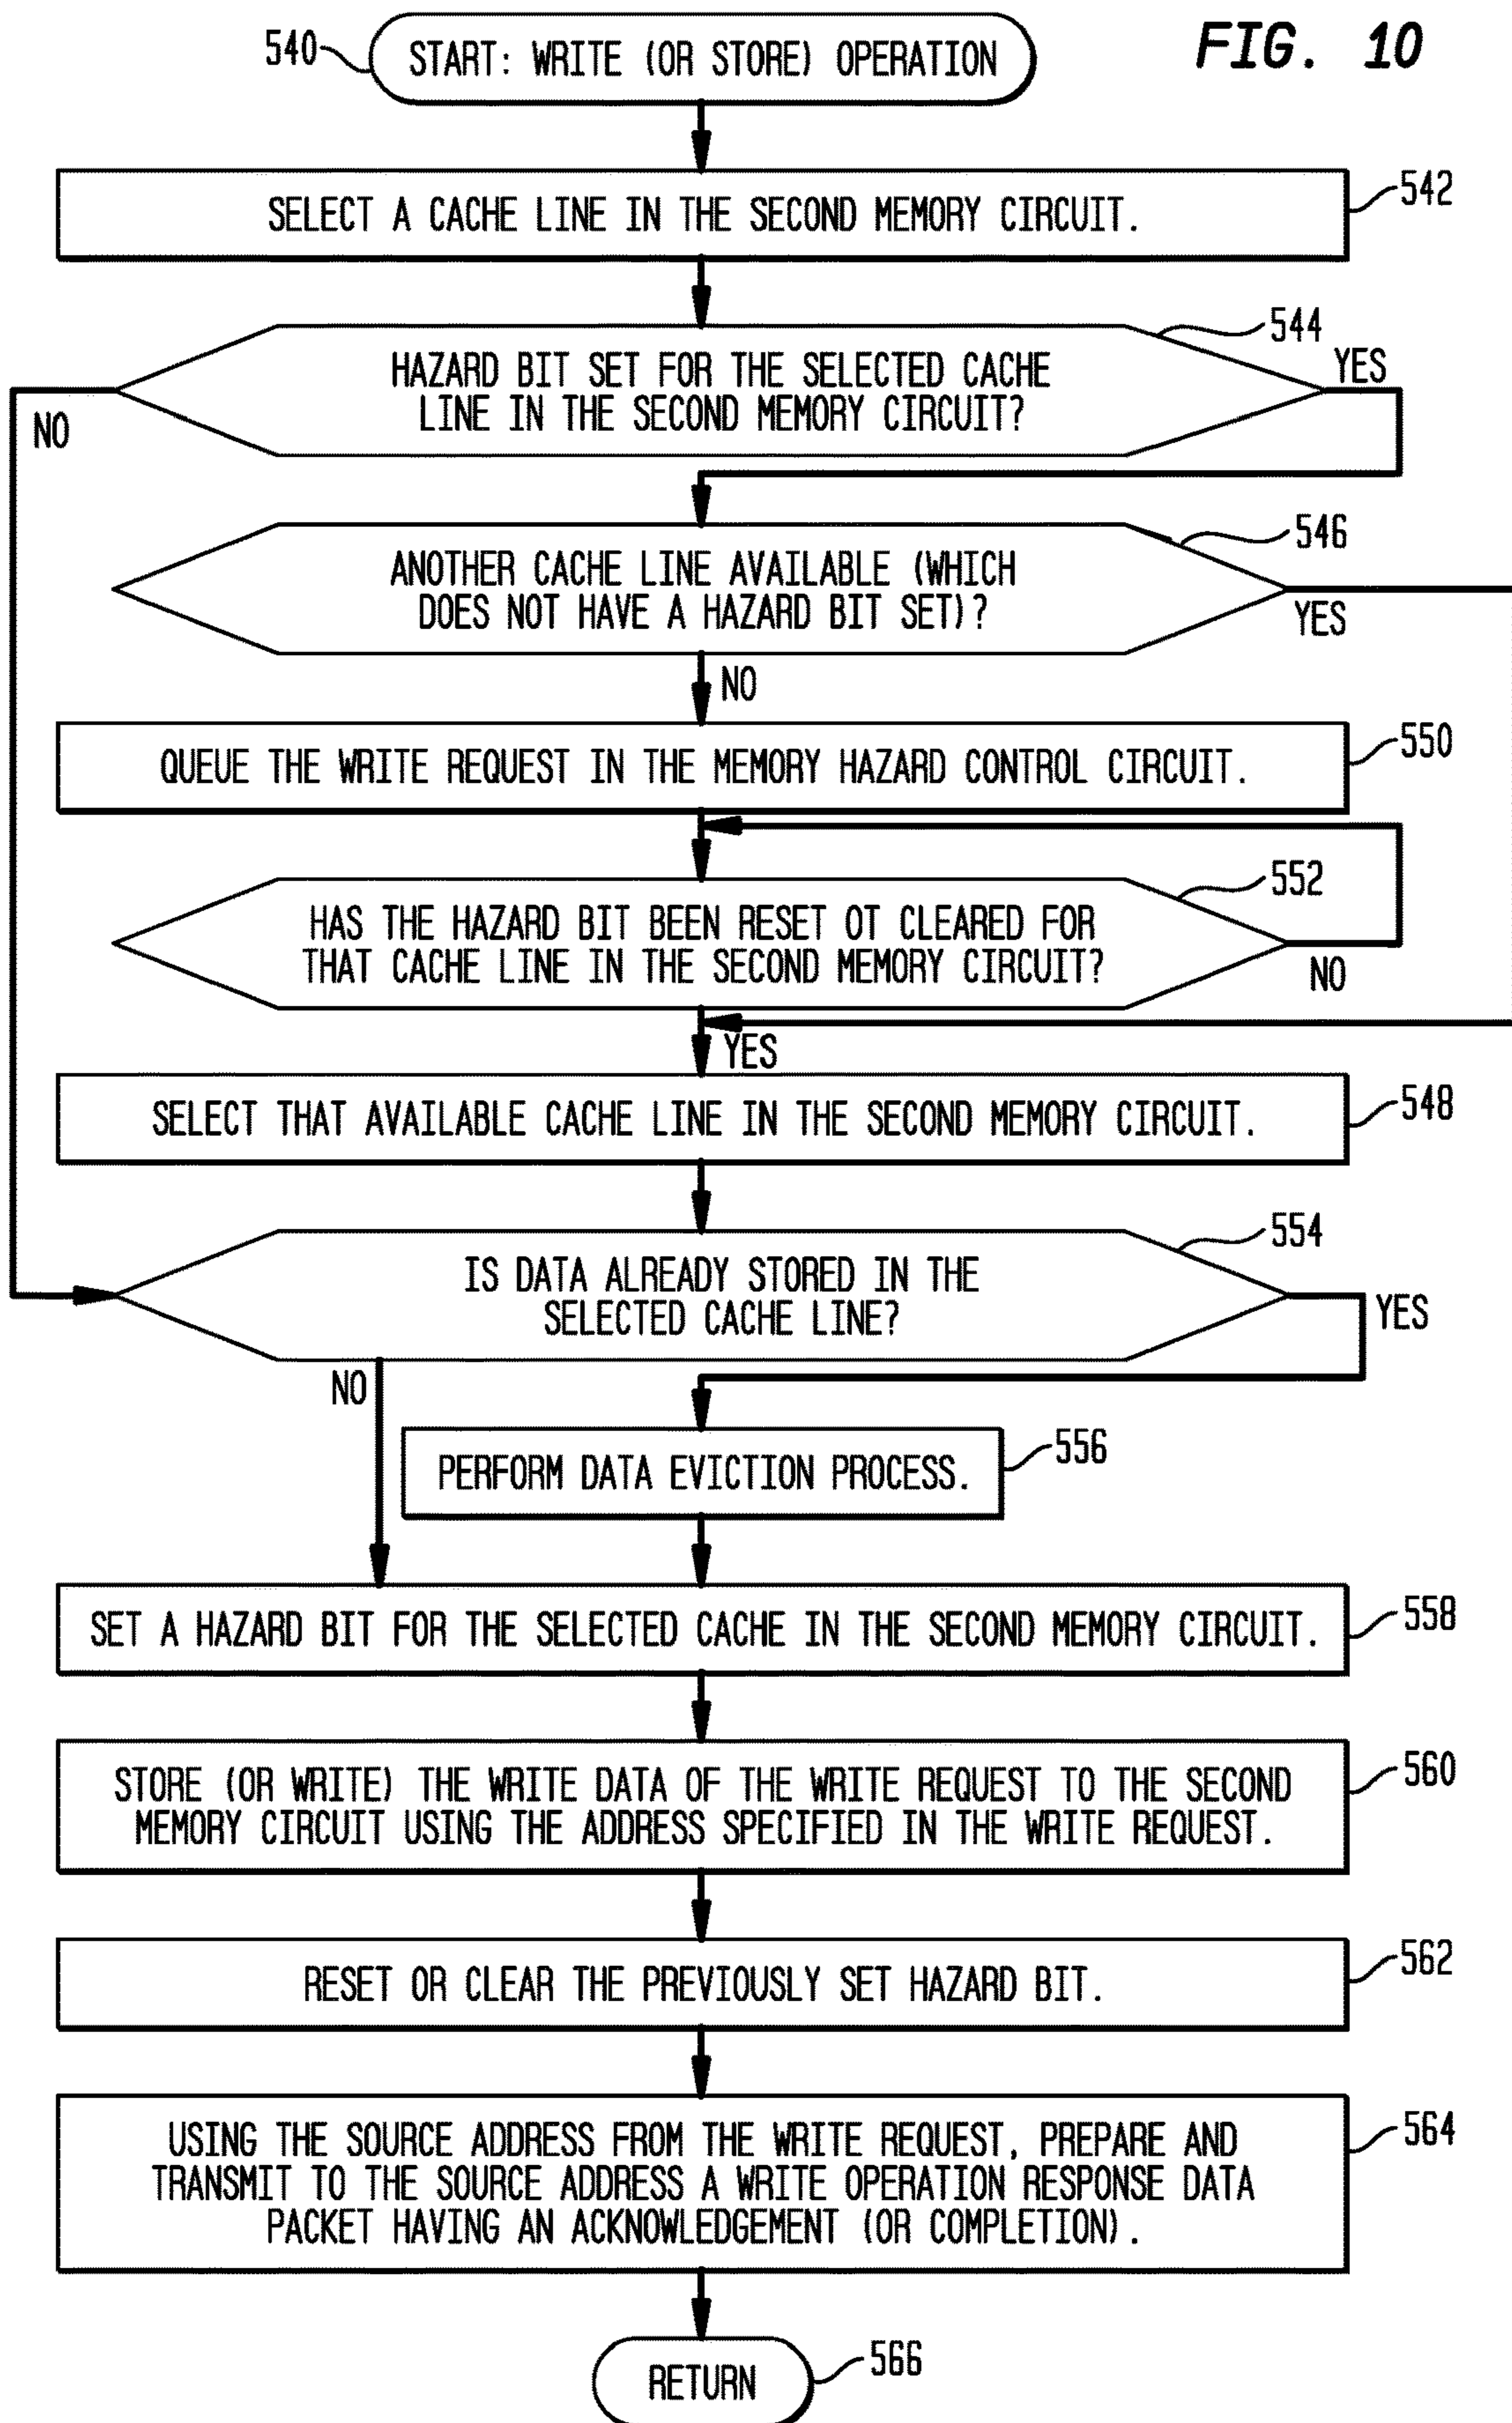 FIG. 10
540
START: WRITE (OR STORE) OPERATION
542
SELECT A CACHE LINE IN THE SECOND MEMORY CIRCUIT.
544
HAZARD BIT SET FOR THE SELECTED CACHE
LINE IN THE SECOND MEMORY CIRCUIT?
YES
NO
546
ANOTHER CACHE LINE AVAILABLE (WHICH
DOES NOT HAVE A HAZARD BIT SET)?
YES
NO
550
QUEUE THE WRITE REQUEST IN THE MEMORY HAZARD CONTROL CIRCUIT.
552
HAS THE HAZARD BIT BEEN RESET OT CLEARED FOR
THAT CACHE LINE IN THE SECOND MEMORY CIRCUIT?
NO
YES
548
SELECT THAT AVAILABLE CACHE LINE IN THE SECOND MEMORY CIRCUIT.
554
IS DATA ALREADY STORED IN THE
SELECTED CACHE LINE?
YES
NO
556
PERFORM DATA EVICTION PROCESS.
558
SET A HAZARD BIT FOR THE SELECTED CACHE IN THE SECOND MEMORY CIRCUIT.
560
STORE (OR WRITE) THE WRITE DATA OF THE WRITE REQUEST TO THE SECOND
MEMORY CIRCUIT USING THE ADDRESS SPECIFIED IN THE WRITE REQUEST.
562
RESET OR CLEAR THE PREVIOUSLY SET HAZARD BIT.
564
USING THE SOURCE ADDRESS FROM THE WRITE REQUEST, PREPARE AND
TRANSMIT TO THE SOURCE ADDRESS A WRITE OPERATION RESPONSE DATA
PACKET HAVING AN ACKNOWLEDGEMENT (OR COMPLETION).
566
RETURN